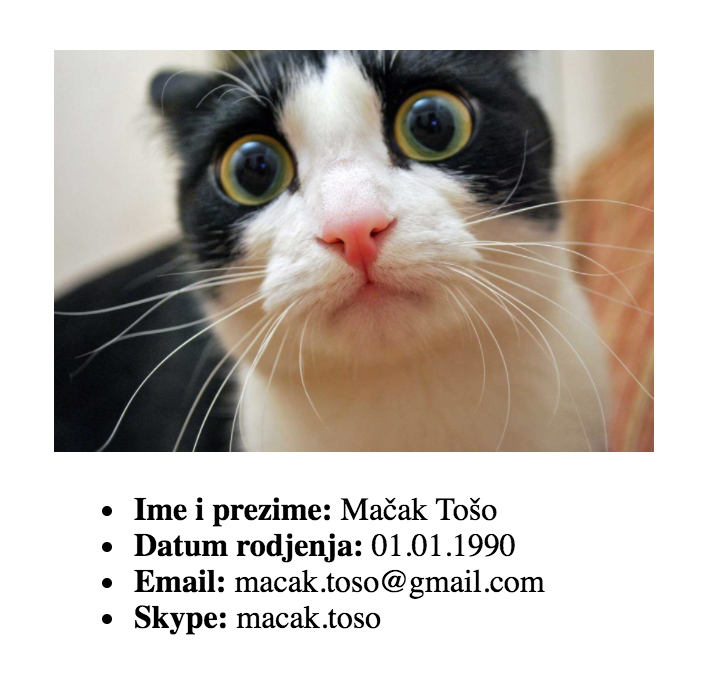 Ime i prezime: Mačak Tošo
Datum rodjenja: 01.01.1990
Email: macak.toso@gmail.com
Skype: macak.toso